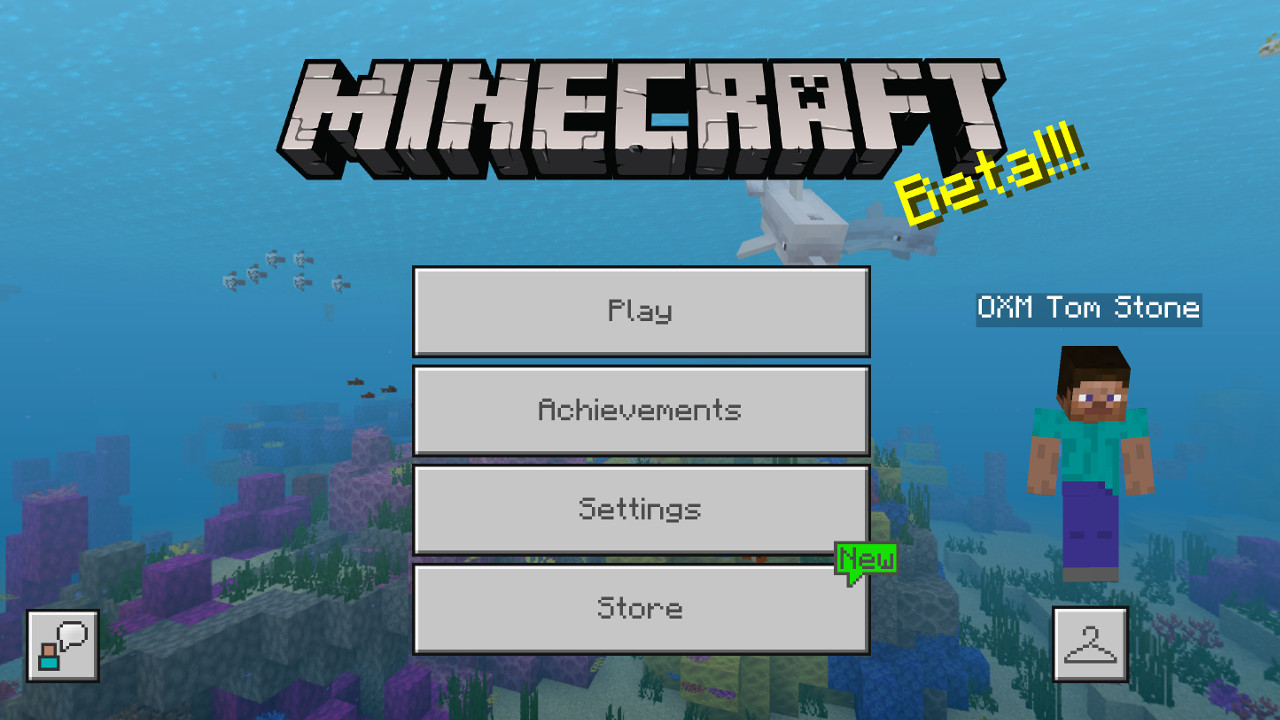 MINECRAFT
Beta!!!
Play
OXM Tom Stone
Achievements
Settings
New
Store